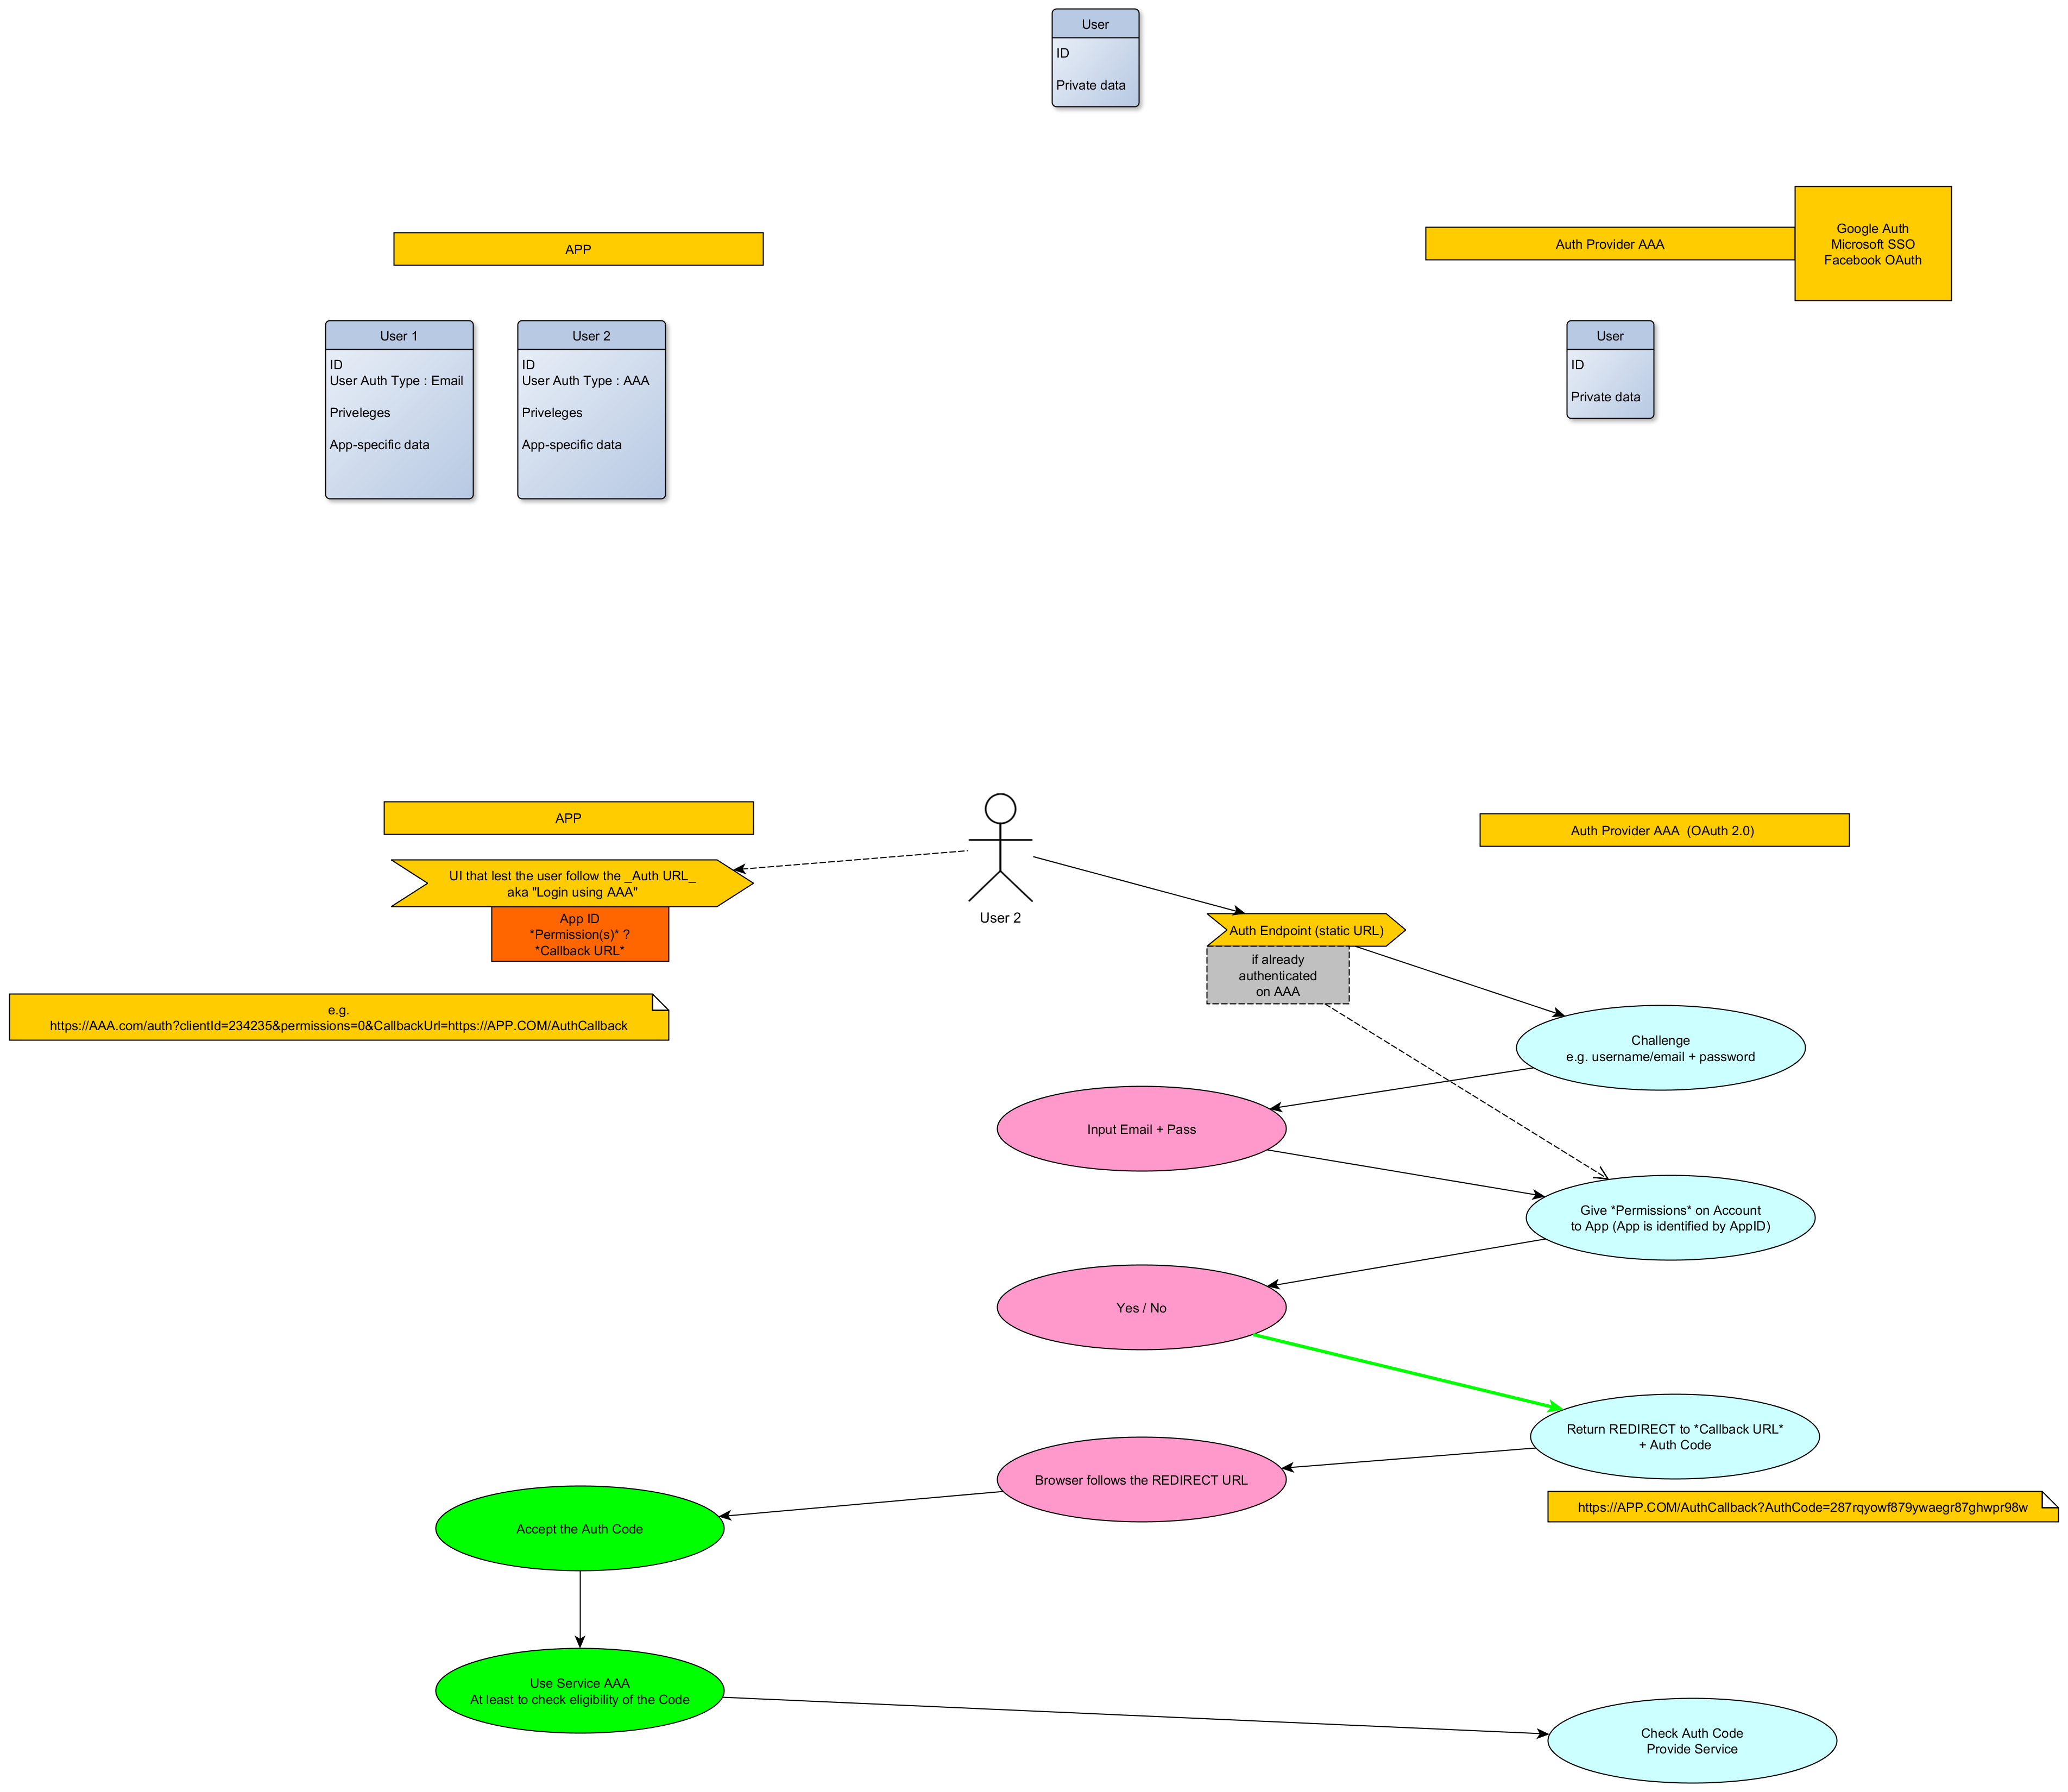 User
ID
Private data
APP
Auth Provider AAA
Google Auth
Microsoft SSO
Facebook OAuth
User 1
ID
User Auth Type : Email
Priveleges
App-specific data
User 2
ID
User Auth Type : AAA
Priveleges
App-specific data
User
ID
Private data
APP
UI that lest the user follow the _Auth URL_
aka "Login using AAA"
App ID
*Permission(s)* ?
*Callback URL*
e.g.
https://AAA.com/auth?clientId=234235&permissions=0&CallbackUrl=https://APP.COM/AuthCallback
User 2
Auth Provider AAA  (OAuth 2.0)
Auth Endpoint (static URL)
if already
authenticated
on AAA
Challenge
e.g. username/email + password
Input Email + Pass
Give *Permissions* on Account
to App (App is identified by AppID)
Yes / No
Return REDIRECT to *Callback URL*
+ Auth Code
Browser follows the REDIRECT URL
https://APP.COM/AuthCallback?AuthCode=287rqyowf879ywaegr87ghwpr98w
Accept the Auth Code
Use Service AAA
At least to check eligibility of the Code
Check Auth Code
Provide Service